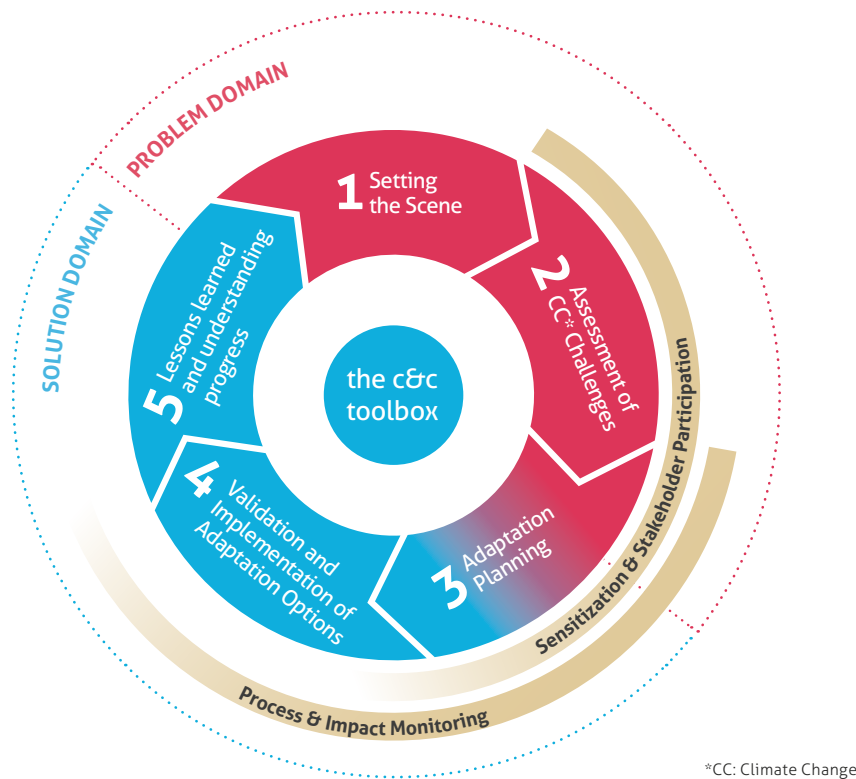 PROBLEM DOMAIN
SOLUTION DOMAIN
1 Setting
the Scene
2 Assessment of
CC* Challenges
3 Adaptation
Planning
4 Validation and
Implementation of
Adaptation Options
5 Lessons learned
and understanding
progress
the c&c
toolbox
Sensitization & Stakeholder Participation
Process & Impact Monitoring
*CC: Climate Change